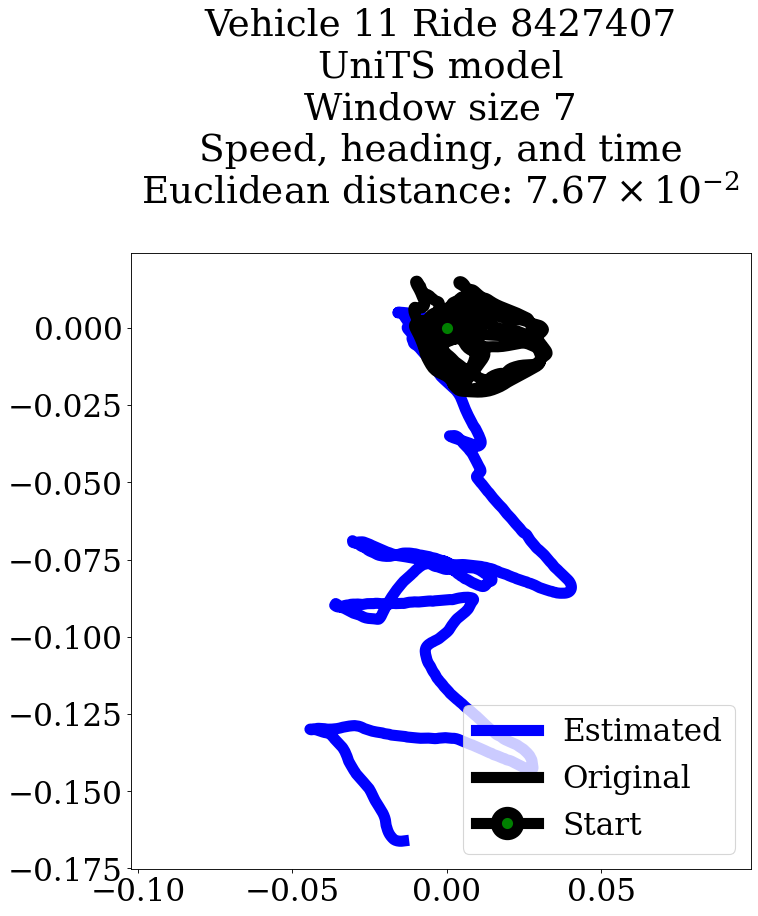 Vehicle 11 Ride 8427407
UniTS model
Window size 7
Speed, heading, and time
Euclidean distance: 7.67 × 10⁻²
0.000
−0.025
−0.050
−0.075
−0.100
−0.125
−0.150
−0.175
Estimated
Original
Start
−0.10
−0.05
0.00
0.05